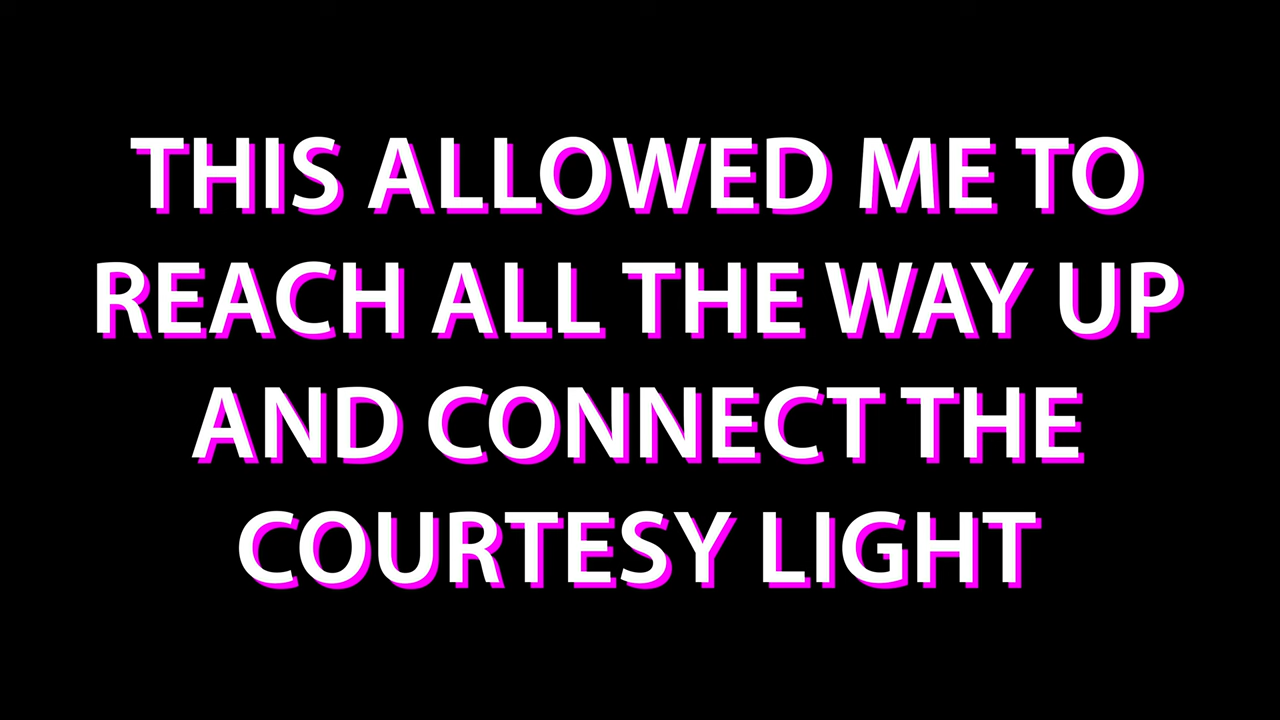 THIS ALLOWED ME TO
REACH ALL THE WAY UP
AND CONNECT THE
COURTESY LIGHT